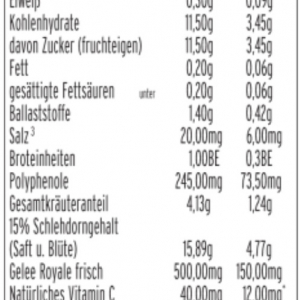 Eiweiß 0,30g 0,09g
Kohlenhydrate 11,50g 3,45g
davon Zucker (fruchteigen) 11,50g 3,45g
Fett 0,20g 0,06g
gesättigte Fettsäuren unter 0,20g 0,06g
Ballaststoffe 1,40g 0,42g
Salz³ 20,00mg 6,00mg
Broteinheiten 1,00BE 0,3BE
Polyphenole 245,00mg 73,50mg
Gesamtkräuteranteil 4,13g 1,24g
15% Schlehdorngehalt
(Saft u. Blüte) 15,89g 4,77g
Gelee Royale frisch 500,00mg 150,00mg
Natürliches Vitamin C 40,00mg 12,00mg*